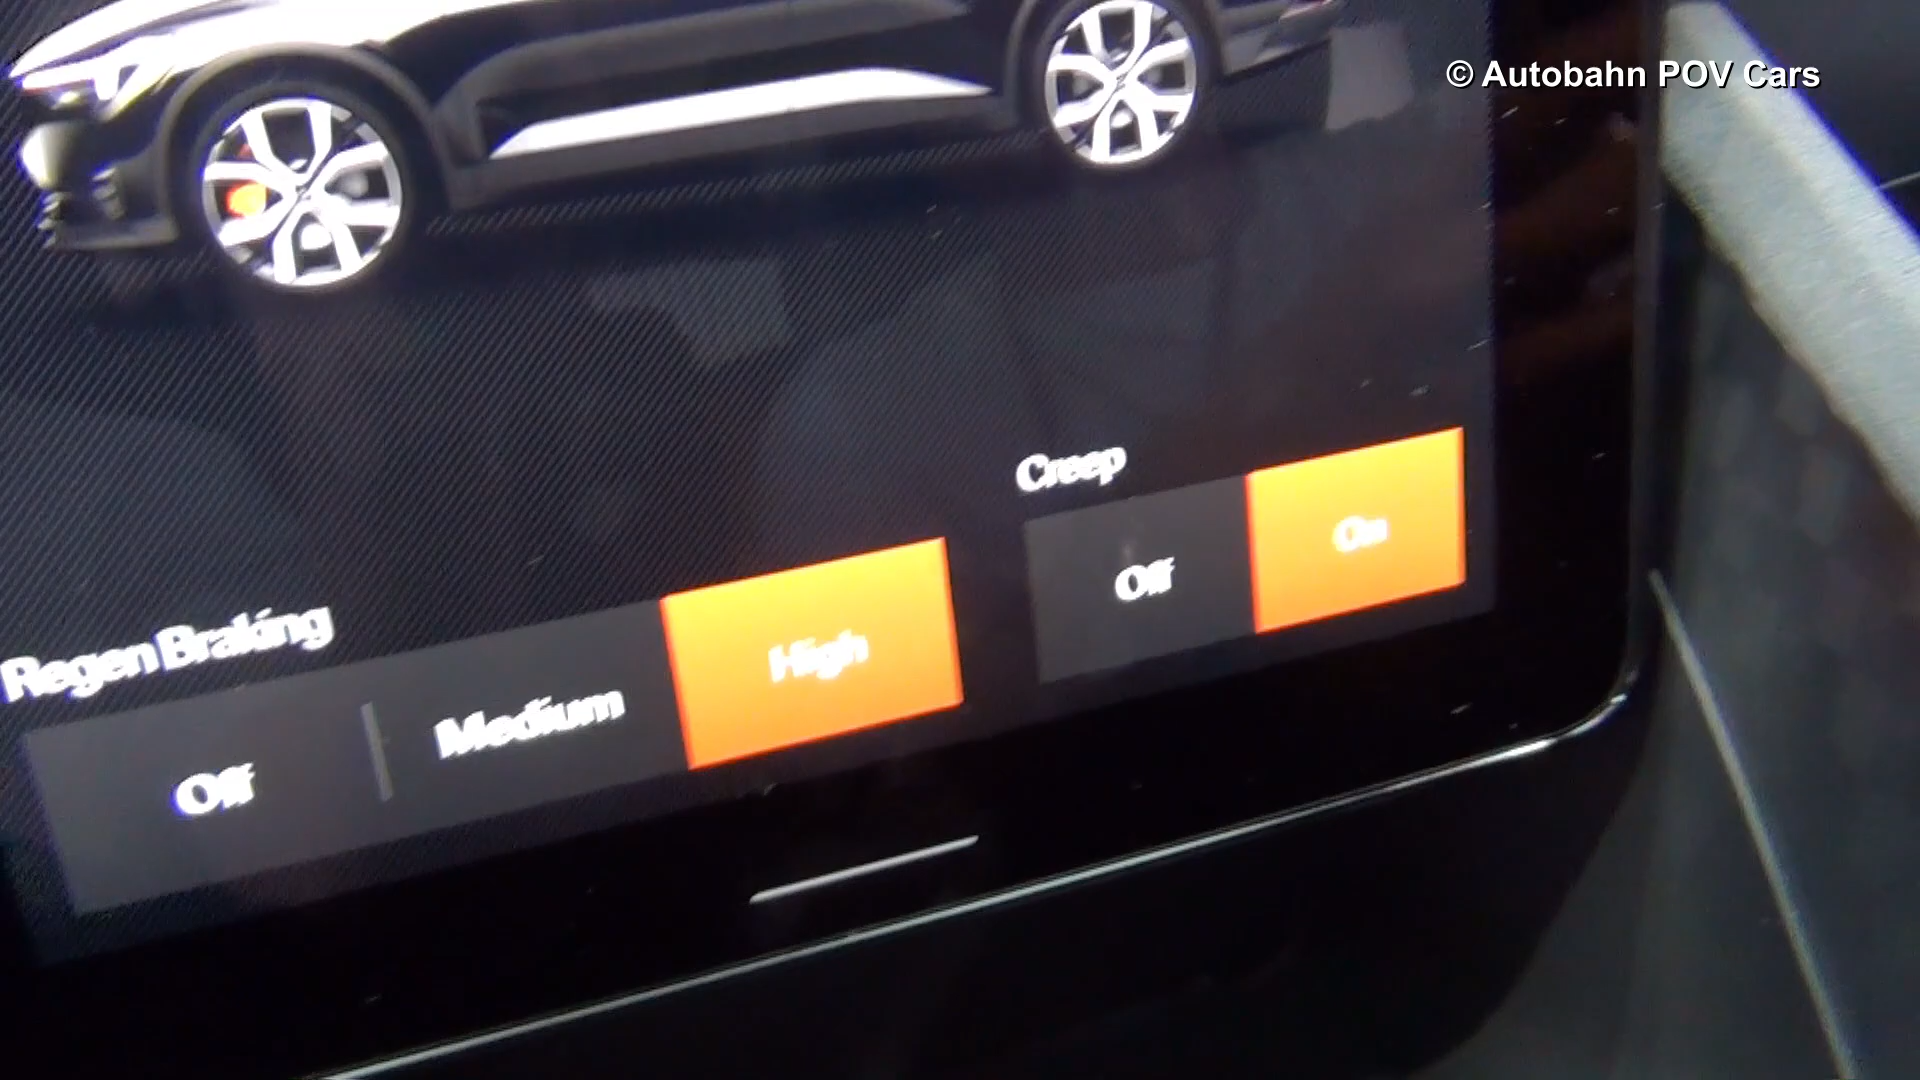 © Autobahn POV Cars
Creep
Off
On
Regen Braking
Off
Medium
High